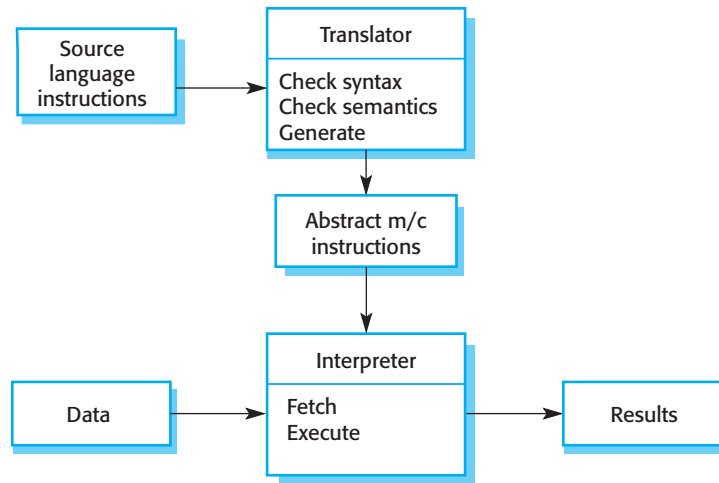 Source
language
instructions
Translator
Check syntax
Check semantics
Generate
Abstract m/c
instructions
Data
Interpreter
Fetch
Execute
Results